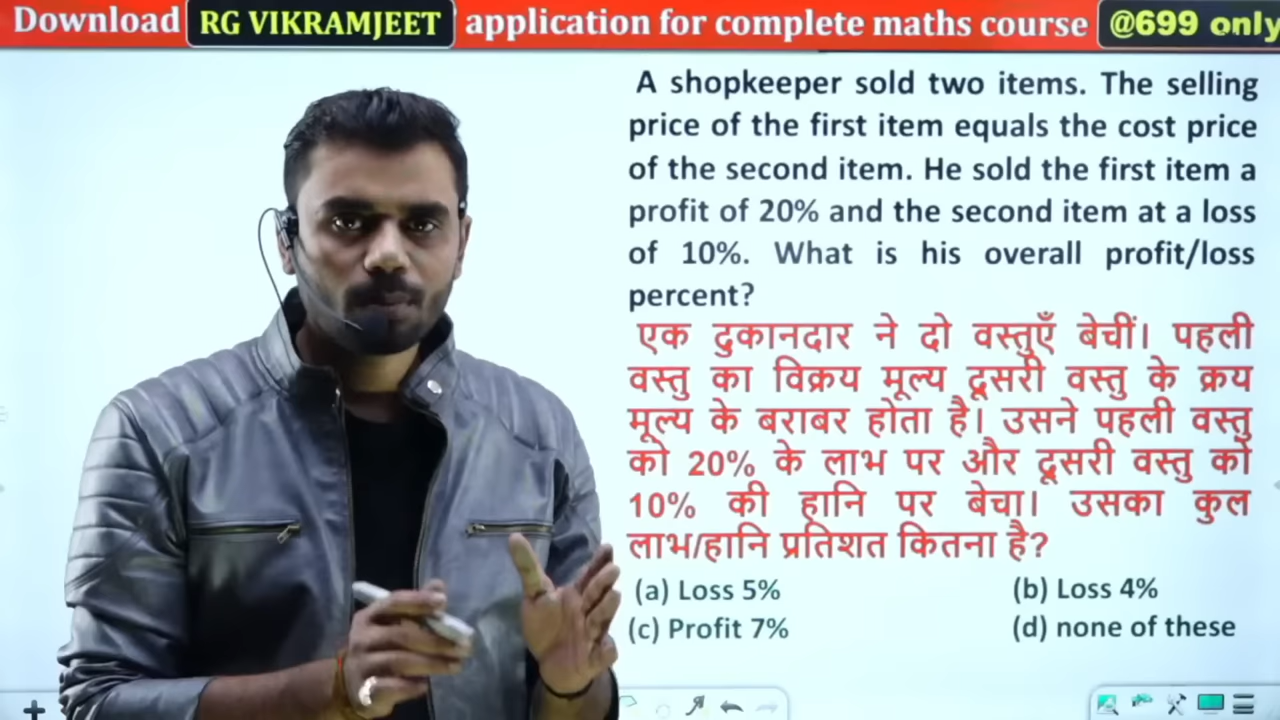 Download RG VIKRAMJEET application for complete maths course @699 only
A shopkeeper sold two items. The selling
price of the first item equals the cost price
of the second item. He sold the first item a
profit of 20% and the second item at a loss
of 10%. What is his overall profit/loss
percent?
एक दुकानदार ने दो वस्तुएँ बेचीं। पहली
वस्तु का विक्रय मूल्य दूसरी वस्तु के क्रय
मूल्य के बराबर होता है। उसने पहली वस्तु
को 20% के लाभ पर और दूसरी वस्तु को
10% की हानि पर बेचा। उसका कुल
लाभ/हानि प्रतिशत कितना है?
(a) Loss 5% (b) Loss 4%
(c) Profit 7% (d) none of these